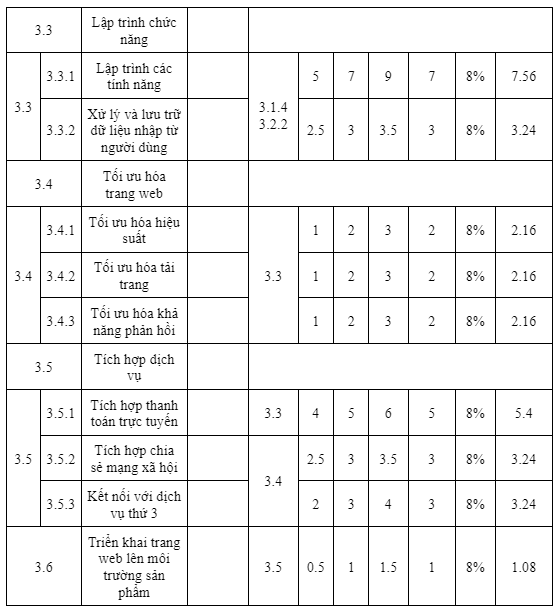 3.3 Lập trình chức
năng
3.3 3.3.1 Lập trình các
tính năng 3.1.4
3.2.2 5 7 9 7 8% 7.56
3.3.2 Xử lý và lưu trữ
dữ liệu nhập từ
người dùng 2.5 3 3.5 3 8% 3.24
3.4 Tối ưu hóa
trang web
3.4 3.4.1 Tối ưu hóa hiệu
suất 3.3 1 2 3 2 8% 2.16
3.4.2 Tối ưu hóa tải
trang 1 2 3 2 8% 2.16
3.4.3 Tối ưu hóa khả
năng phản hồi 1 2 3 2 8% 2.16
3.5 Tích hợp dịch
vụ
3.5 3.5.1 Tích hợp thanh
toán trực tuyến 3.3 4 5 6 5 8% 5.4
3.5.2 Tích hợp chia
sẻ mạng xã hội 3.4 2.5 3 3.5 3 8% 3.24
3.5.3 Kết nối với dịch
vụ thứ 3 2 3 4 3 8% 3.24
3.6 Triển khai trang
web lên môi
trường sản
phẩm 3.5 0.5 1 1.5 1 8% 1.08